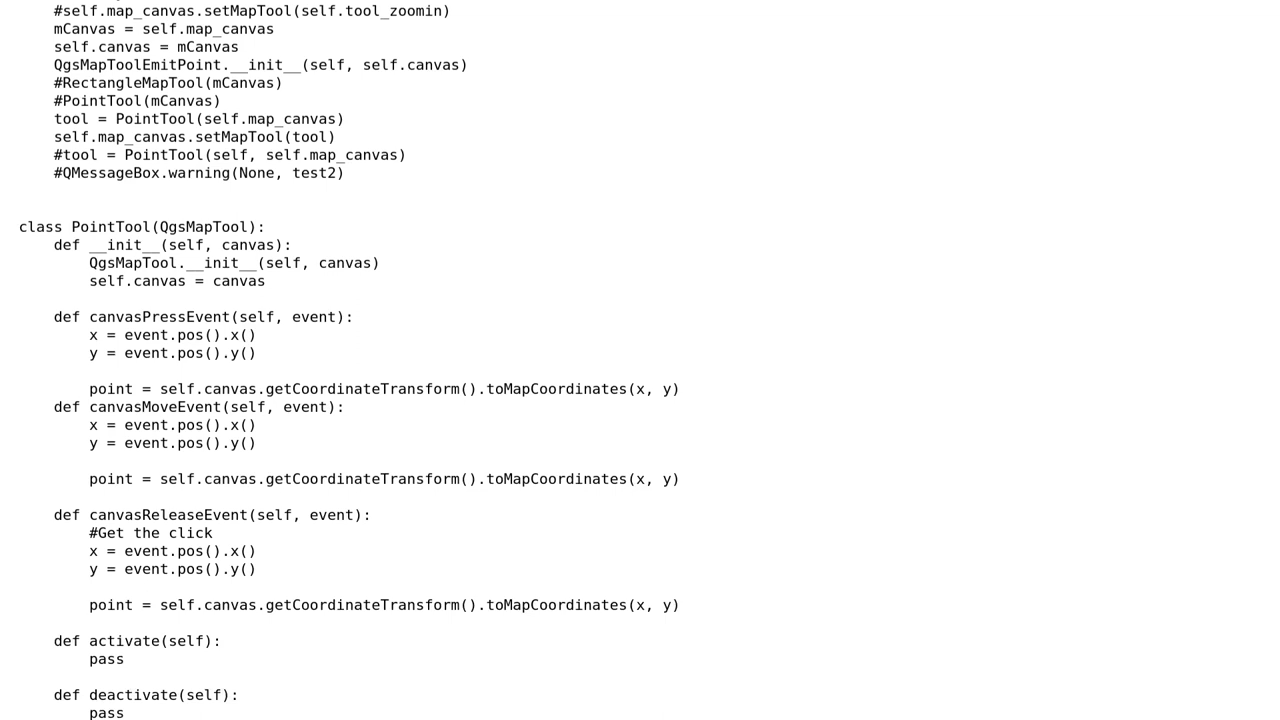 #self.map_canvas.setMapTool(self.tool_zoomin)
mCanvas = self.map_canvas
self.canvas = mCanvas
QgsMapToolEmitPoint.__init__(self, self.canvas)
#RectangleMapTool(mCanvas)
#PointTool(mCanvas)
tool = PointTool(self.map_canvas)
self.map_canvas.setMapTool(tool)
#tool = PointTool(self, self.map_canvas)
#QMessageBox.warning(None, test2)
class PointTool(QgsMapTool):
def __init__(self, canvas):
QgsMapTool.__init__(self, canvas)
self.canvas = canvas
def canvasPressEvent(self, event):
x = event.pos().x()
y = event.pos().y()
point = self.canvas.getCoordinateTransform().toMapCoordinates(x, y)
def canvasMoveEvent(self, event):
x = event.pos().x()
y = event.pos().y()
point = self.canvas.getCoordinateTransform().toMapCoordinates(x, y)
def canvasReleaseEvent(self, event):
#Get the click
x = event.pos().x()
y = event.pos().y()
point = self.canvas.getCoordinateTransform().toMapCoordinates(x, y)
def activate(self):
pass
def deactivate(self):
pass